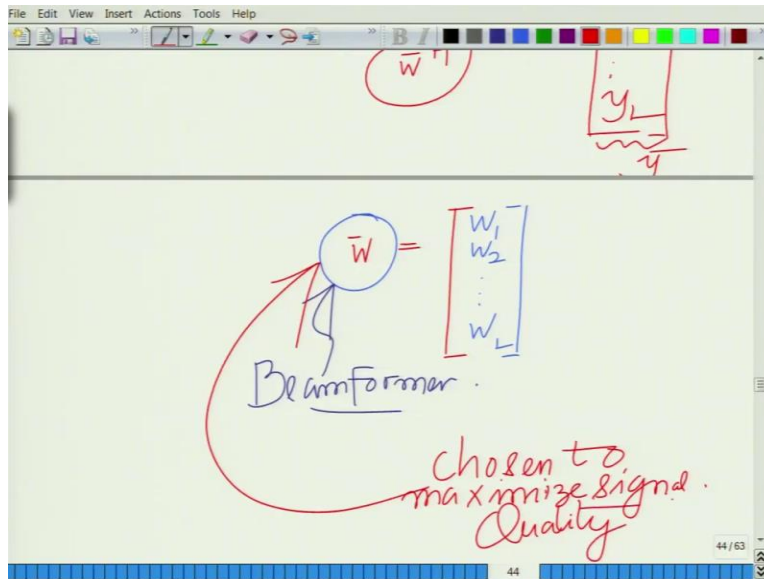 File Edit View Insert Actions Tools Help
B I
w̄ᴴ
⋮
y_L
ȳ
w̄ = [w₁
w₂
⋮
w_L]
Beamformer.
chosen to
maximize signal.
Quality
44/63
44